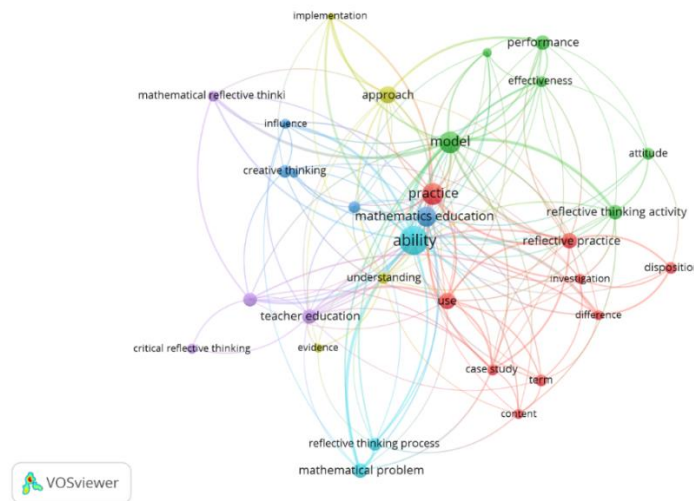 implementation
performance
effectiveness
mathematical reflective thinki
approach
influence
model
attitude
creative thinking
practice
mathematics education
reflective thinking activity
ability
reflective practice
disposition
understanding
investigation
use
teacher education
difference
evidence
critical reflective thinking
case study
term
content
reflective thinking process
mathematical problem
VOSviewer